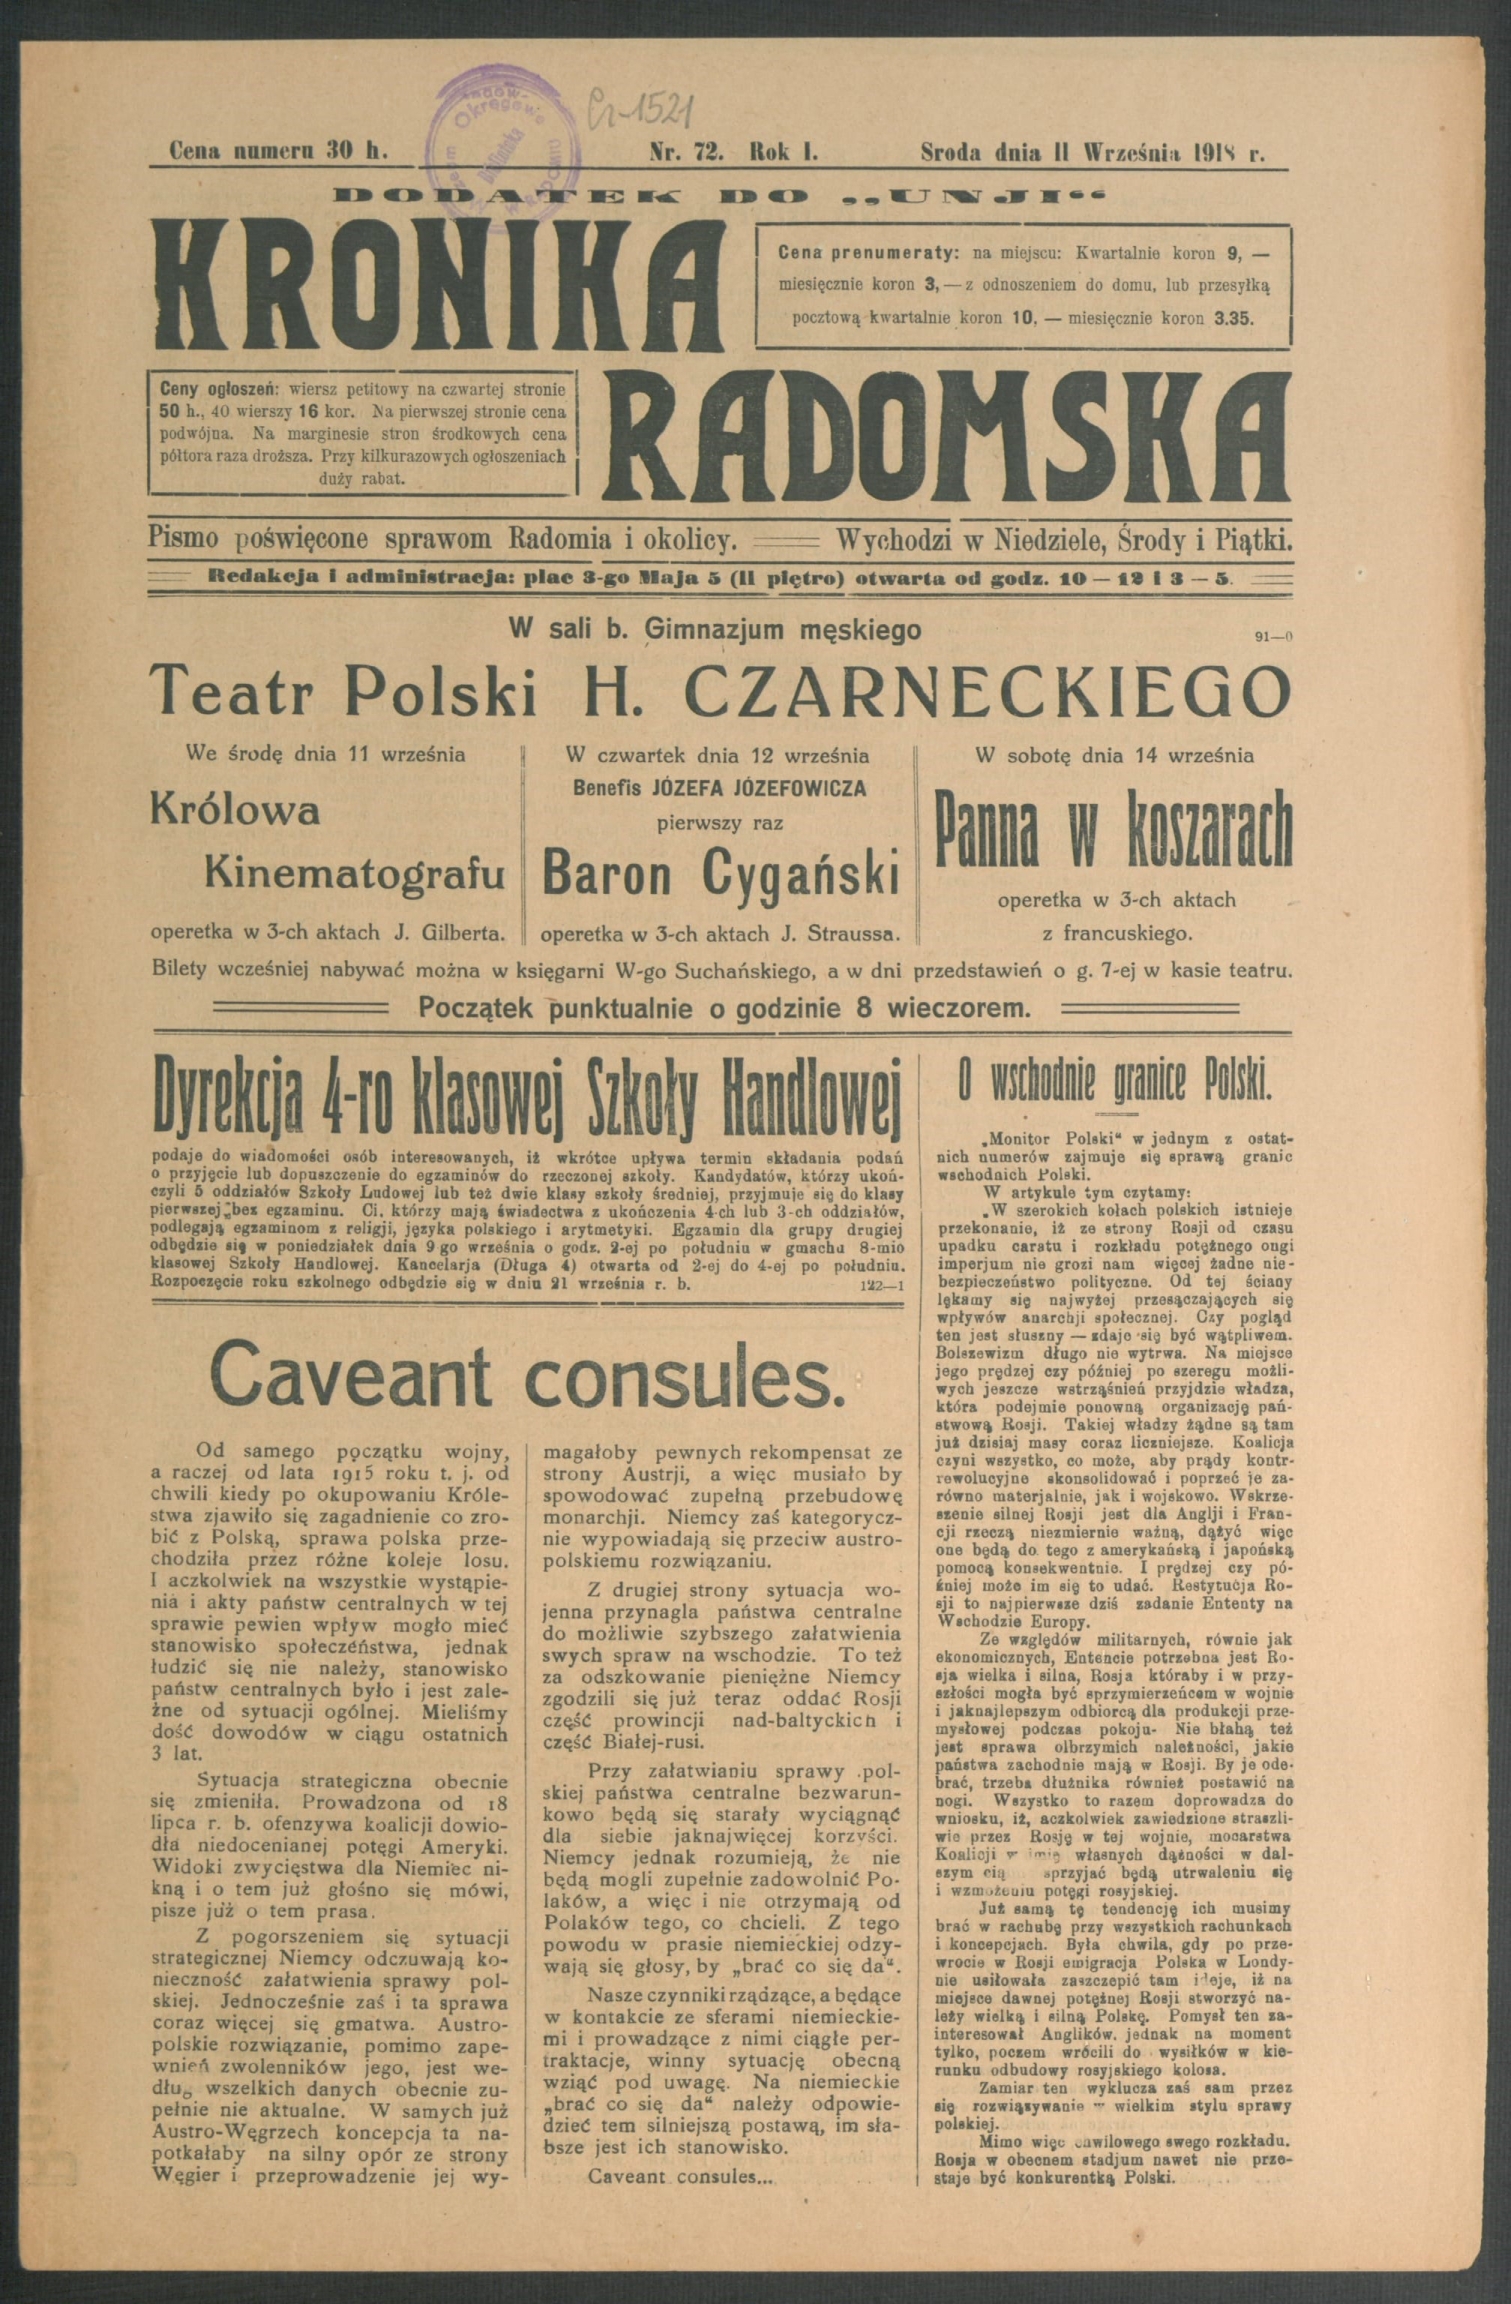 Cr-1521
Cena numeru 30 h.
Nr. 72. Rok I.
Sroda dnia 11 Września 1918 r.
DODATEK DO „UNJI“
KRONIKA
Cena prenumeraty: na miejscu: Kwartalnie koron 9, —
miesięcznie koron 3, — z odnoszeniem do domu, lub przesyłką
pocztową kwartalnie koron 10, — miesięcznie koron 3.35.
Ceny ogłoszeń: wiersz petitowy na czwartej stronie
50 h., 40 wierszy 16 kor. Na pierwszej stronie cena
podwójna. Na marginesie stron środkowych cena
półtora raza droższa. Przy kilkurazowych ogłoszeniach
duży rabat.
RADOMSKA
Pismo poświęcone sprawom Radomia i okolicy. Wychodzi w Niedziele, Środy i Piątki.
Redakcja i administracja: plac 3-go Maja 5 (II piętro) otwarta od godz. 10 — 12 i 3 — 5.
W sali b. Gimnazjum męskiego
91—0
Teatr Polski H. CZARNECKIEGO
We środę dnia 11 września
Królowa
Kinematografu
operetka w 3-ch aktach J. Gilberta.
W czwartek dnia 12 września
Benefis JÓZEFA JÓZEFOWICZA
pierwszy raz
Baron Cygański
operetka w 3-ch aktach J. Straussa.
W sobotę dnia 14 września
Panna w koszarach
operetka w 3-ch aktach
z francuskiego.
Bilety wcześniej nabywać można w księgarni W-go Suchańskiego, a w dni przedstawień o g. 7-ej w kasie teatru.
Początek punktualnie o godzinie 8 wieczorem.
Dyrekcja 4-ro klasowej Szkoły Handlowej
podaje do wiadomości osób interesowanych, iż wkrótce upływa termin składania podań
o przyjęcie lub dopuszczenie do egzaminów do rzeczonej szkoły. Kandydatów, którzy ukoń-
czyli 5 oddziałów Szkoły Ludowej lub też dwie klasy szkoły średniej, przyjmuje się do klasy
pierwszej bez egzaminu. Ci, którzy mają świadectwa z ukończenia 4-ch lub 3-ch oddziałów,
podlegają egzaminom z religji, języka polskiego i arytmetyki. Egzamin dla grupy drugiej
odbędzie się w poniedziałek dnia 9 go września o godz. 2-ej po południu w gmachu 8-mio
klasowej Szkoły Handlowej. Kancelarja (Długa 4) otwarta od 2-ej do 4-ej po południu.
Rozpoczęcie roku szkolnego odbędzie się w dniu 21 września r. b. 122—1
Caveant consules.
Od samego początku wojny,
a raczej od lata 1915 roku t. j. od
chwili kiedy po okupowaniu Króle-
stwa zjawiło się zagadnienie co zro-
bić z Polską, sprawa polska prze-
chodziła przez różne koleje losu.
I aczkolwiek na wszystkie wystąpie-
nia i akty państw centralnych w tej
sprawie pewien wpływ mogło mieć
stanowisko społeczeństwa, jednak
łudzić się nie należy, stanowisko
państw centralnych było i jest zale-
żne od sytuacji ogólnej. Mieliśmy
dość dowodów w ciągu ostatnich
3 lat.
Sytuacja strategiczna obecnie
się zmieniła. Prowadzona od 18
lipca r. b. ofenzywa koalicji dowio-
dła niedocenianej potęgi Ameryki.
Widoki zwycięstwa dla Niemiec ni-
kną i o tem już głośno się mówi,
pisze już o tem prasa.
Z pogorszeniem się sytuacji
strategicznej Niemcy odczuwają ko-
nieczność załatwienia sprawy pol-
skiej. Jednocześnie zaś i ta sprawa
coraz więcej się gmatwa. Austro-
polskie rozwiązanie, pomimo zape-
wnień zwolenników jego, jest we-
dług wszelkich danych obecnie zu-
pełnie nie aktualne. W samych już
Austro-Węgrzech koncepcja ta na-
potkałaby na silny opór ze strony
Węgier i przeprowadzenie jej wy-
magałoby pewnych rekompensat ze
strony Austrji, a więc musiało by
spowodować zupełną przebudowę
monarchji. Niemcy zaś kategorycz-
nie wypowiadają się przeciw austro-
polskiemu rozwiązaniu.
Z drugiej strony sytuacja wo-
jenna przynagla państwa centralne
do możliwie szybszego załatwienia
swych spraw na wschodzie. To też
za odszkowanie pieniężne Niemcy
zgodzili się już teraz oddać Rosji
część prowincji nad-baltyckich i
część Białej-rusi.
Przy załatwianiu sprawy pol-
skiej państwa centralne bezwarun-
kowo będą się starały wyciągnąć
dla siebie jaknajwięcej korzyści.
Niemcy jednak rozumieją, że nie
będą mogli zupełnie zadowolnić Po-
laków, a więc i nie otrzymają od
Polaków tego, co chcieli. Z tego
powodu w prasie niemieckiej odzy-
wają się głosy, by „brać co się da“.
Nasze czynniki rządzące, a będące
w kontakcie ze sferami niemieckie-
mi i prowadzące z nimi ciągłe per-
traktacje, winny sytuację obecną
wziąć pod uwagę. Na niemieckie
„brać co się da“ należy odpowie-
dzieć tem silniejszą postawą, im sła-
bsze jest ich stanowisko.
Caveant consules...
O wschodnie granice Polski.
„Monitor Polski“ w jednym z ostat-
nich numerów zajmuje się sprawą granic
wschodnich Polski.
W artykule tym czytamy:
„W szerokich kołach polskich istnieje
przekonanie, iż ze strony Rosji od czasu
upadku caratu i rozkładu potężnego ongi
imperjum nie grozi nam więcej żadne nie-
bezpieczeństwo polityczne. Od tej ściany
lękamy się najwyżej przesączających się
wpływów anarchji społecznej. Czy pogląd
ten jest słuszny — zdaje się być wątpliwem.
Bolszewizm długo nie wytrwa. Na miejsce
jego prędzej czy później po szeregu możli-
wych jeszcze wstrząśnień przyjdzie władza,
która podejmie ponowną organizację pań-
stwową Rosji. Takiej władzy żądne są tam
już dzisiaj masy coraz liczniejsze. Koalicja
czyni wszystko, co może, aby prądy kontr-
rewolucyjne skonsolidować i poprzeć je za-
równo materjalnie, jak i wojskowo. Wskrze-
szenie silnej Rosji jest dla Anglji i Fran-
cji rzeczą niezmiernie ważną, dążyć więc
one będą do tego z amerykańską i japońską
pomocą konsekwentnie. I prędzej czy pó-
źniej może im się to udać. Restytucja Ro-
sji to najpierwsze dziś zadanie Ententy na
Wschodzie Europy.
Ze względów militarnych, równie jak
ekonomicznych, Entencie potrzebna jest Ro-
sja wielka i silna, Rosja któraby i w przy-
szłości mogła być sprzymierzeńcem w wojnie
i jaknajlepszym odbiorcą dla produkcji prze-
mysłowej podczas pokoju- Nie błahą też
jest sprawa olbrzymich należności, jakie
państwa zachodnie mają w Rosji. By je ode-
brać, trzeba dłużnika również postawić na
nogi. Wszystko to razem doprowadza do
wniosku, iż, aczkolwiek zawiedzione straszli-
wie przez Rosję w tej wojnie, mocarstwa
Koalicji w imię własnych dążności w dal-
szym sprzyjać będą utrwaleniu się
i wzmożeniu potęgi rosyjskiej.
Już samą tę tendencję ich musimy
brać w rachubę przy wszystkich rachunkach
i koncepcjach. Była chwila, gdy po prze-
wrocie w Rosji emigracja Polska w Londy-
nie usiłowała zaszczepić tam ideję, iż na
miejsce dawnej potężnej Rosji stworzyć na-
leży wielką i silną Polskę. Pomysł ten za-
interesował Anglików, jednak na moment
tylko, poczem wrócili do wysiłków w kie-
runku odbudowy rosyjskiego kolosa.
Zamiar ten wyklucza zaś sam przez
się rozwiązywanie w wielkim stylu sprawy
polskiej.
Mimo więc chwilowego swego rozkładu,
Rosja w obecnem stadjum nawet nie prze-
staje być konkurentką Polski.